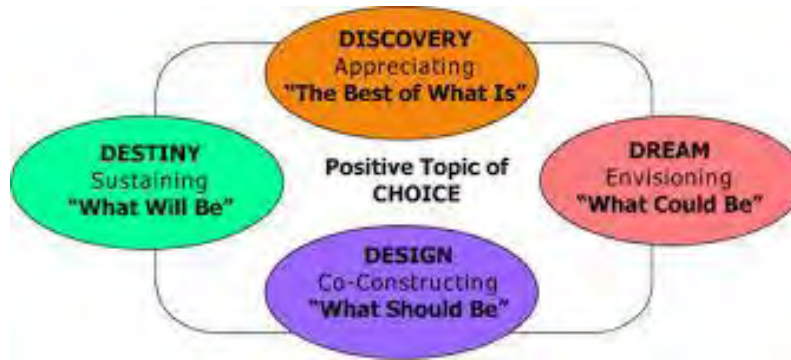 DISCOVERY
Appreciating
"The Best of What Is"
DESTINY
Sustaining
"What Will Be"
Positive Topic of
CHOICE
DREAM
Envisioning
"What Could Be"
DESIGN
Co-Constructing
"What Should Be"